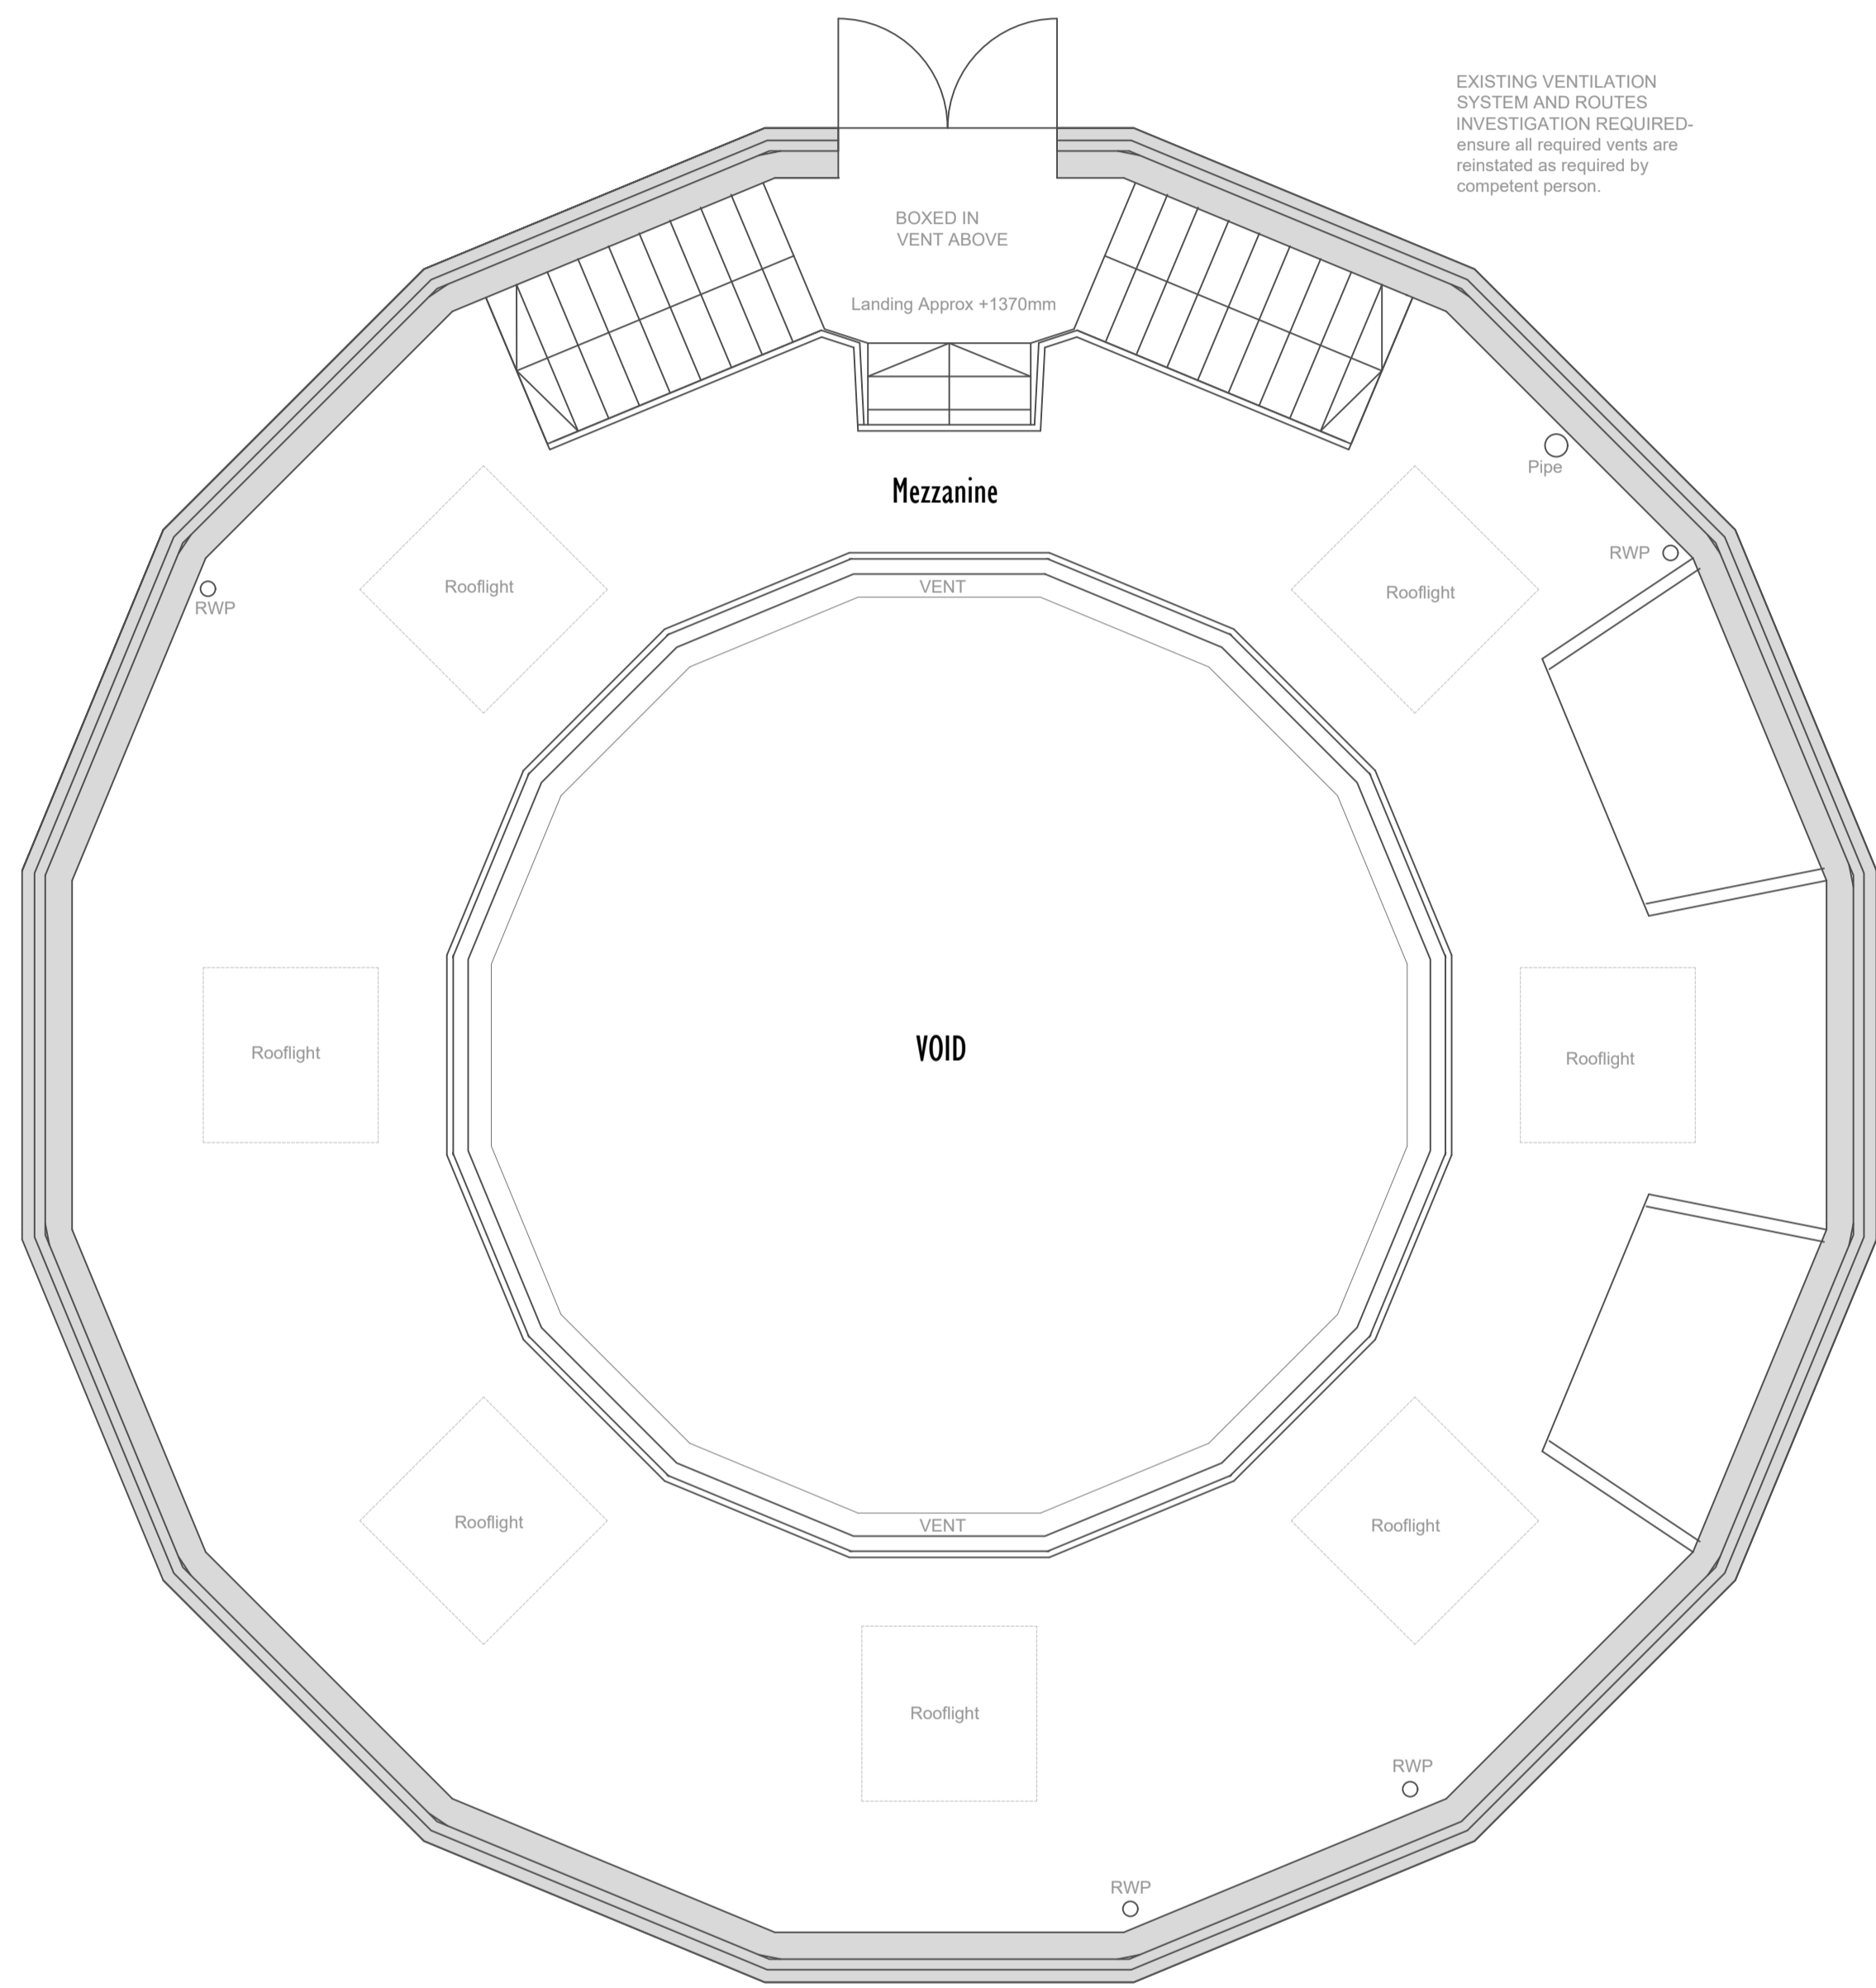 EXISTING VENTILATION
SYSTEM AND ROUTES
INVESTIGATION REQUIRED-
ensure all required vents are
reinstated as required by
competent person.
BOXED IN
VENT ABOVE
Landing Approx +1370mm
Pipe
Mezzanine
RWP
RWP
Rooflight
Rooflight
VENT
VOID
Rooflight
Rooflight
Rooflight
VENT
Rooflight
Rooflight
RWP
RWP